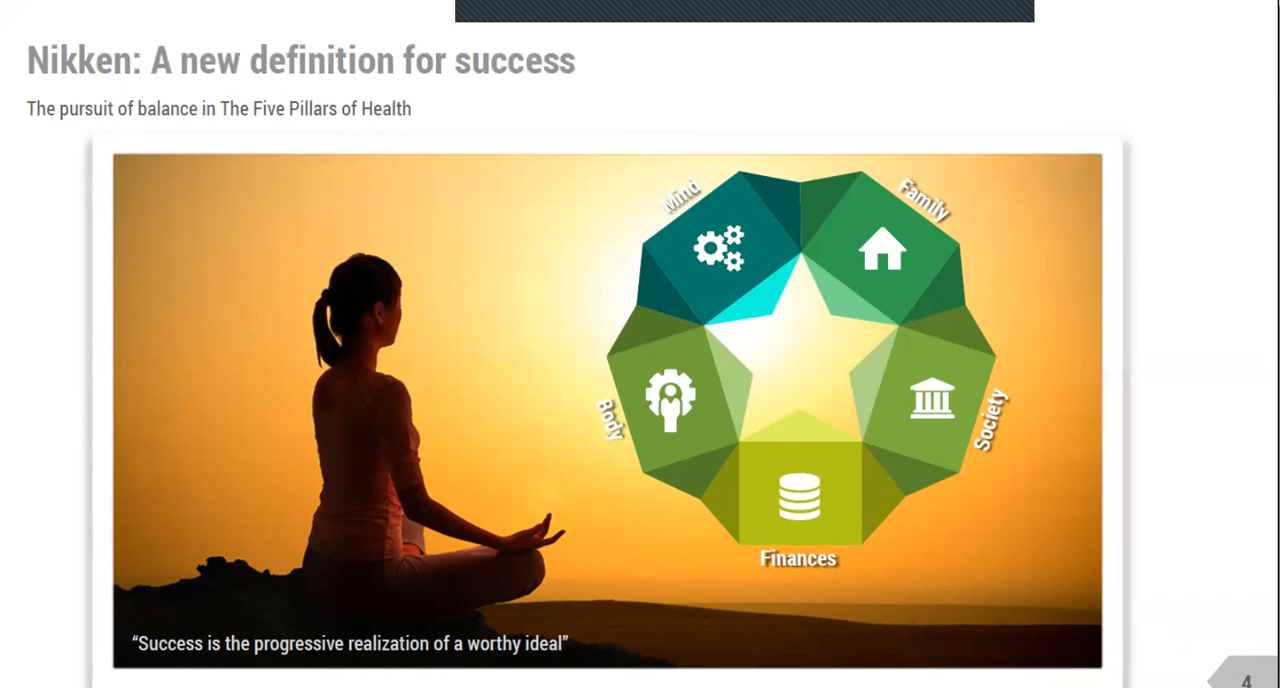 Nikken: A new definition for success
The pursuit of balance in The Five Pillars of Health
Mind
Family
Body
Society
Finances
“Success is the progressive realization of a worthy ideal”
4